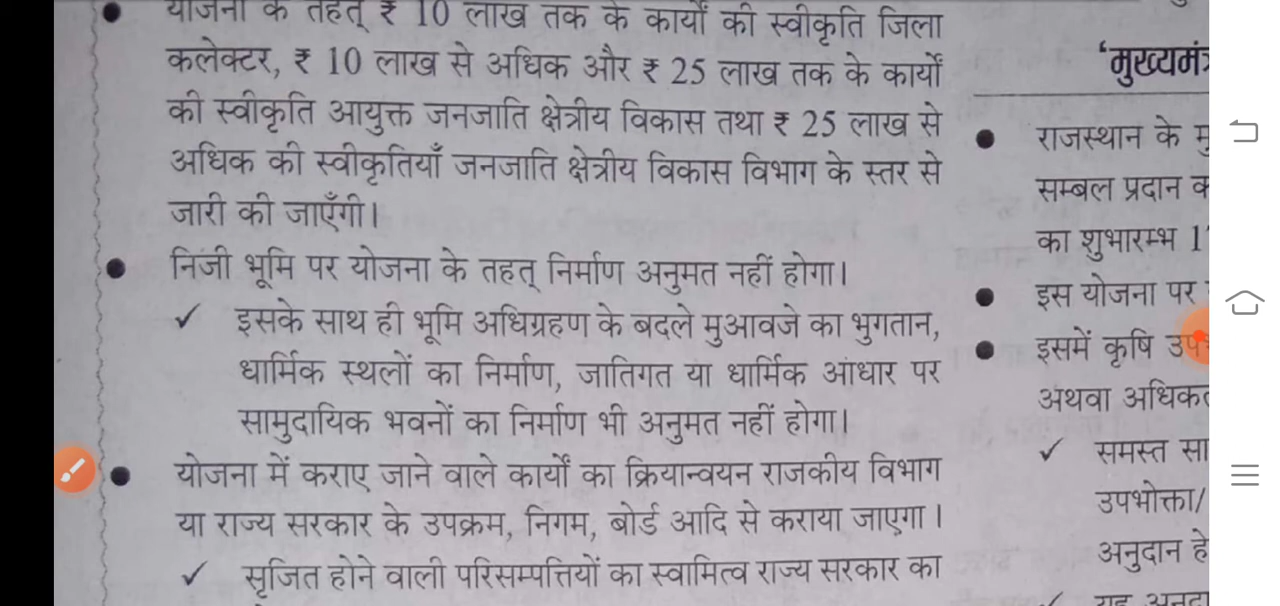 योजना के तहत् ₹ 10 लाख तक के कार्यों की स्वीकृति जिला
कलेक्टर, ₹ 10 लाख से अधिक और ₹ 25 लाख तक के कार्यों
की स्वीकृति आयुक्त जनजाति क्षेत्रीय विकास तथा ₹ 25 लाख से
अधिक की स्वीकृतियाँ जनजाति क्षेत्रीय विकास विभाग के स्तर से
जारी की जाएँगी।
निजी भूमि पर योजना के तहत् निर्माण अनुमत नहीं होगा।
इसके साथ ही भूमि अधिग्रहण के बदले मुआवजे का भुगतान,
धार्मिक स्थलों का निर्माण, जातिगत या धार्मिक आधार पर
सामुदायिक भवनों का निर्माण भी अनुमत नहीं होगा।
योजना में कराए जाने वाले कार्यों का क्रियान्वयन राजकीय विभाग
या राज्य सरकार के उपक्रम, निगम, बोर्ड आदि से कराया जाएगा।
सृजित होने वाली परिसम्पत्तियों का स्वामित्व राज्य सरकार का
राजस्थान के
सम्बल प्रदान
का शुभारम्भ
इस योजना पर
इसमें कृषि
अथवा
समस्त
उपभोक्ता/
अनुदान
यह